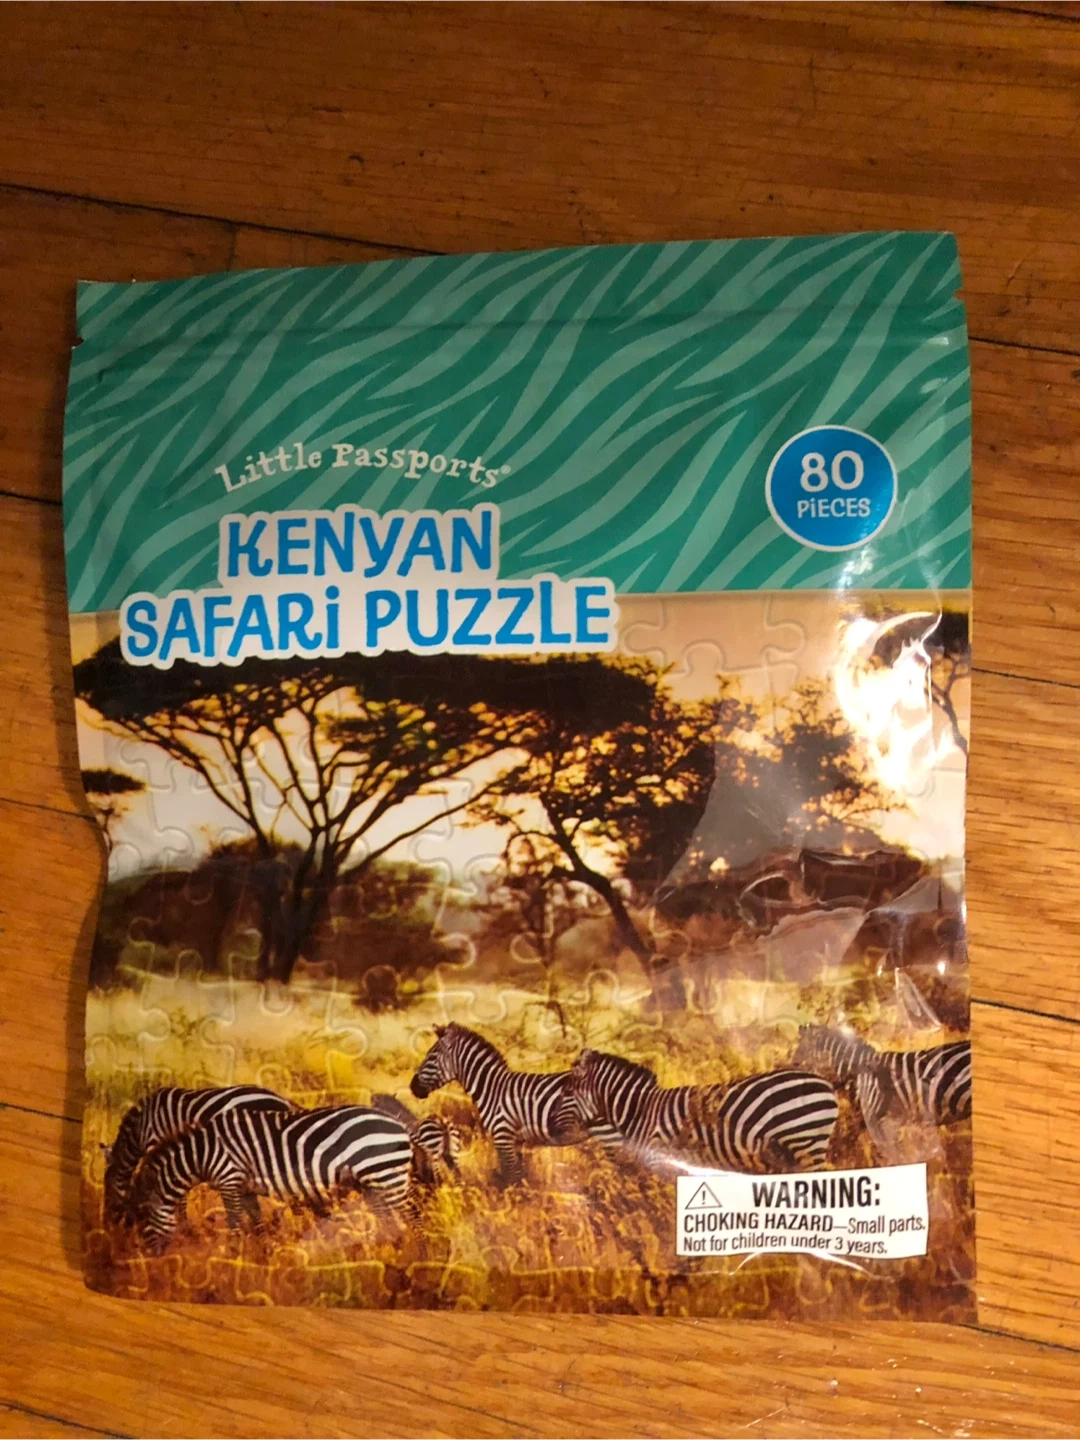 Little Passports®
KENYAN
SAFARi PUZZLE
80
PiECES
WARNING:
CHOKING HAZARD—Small parts.
Not for children under 3 years.